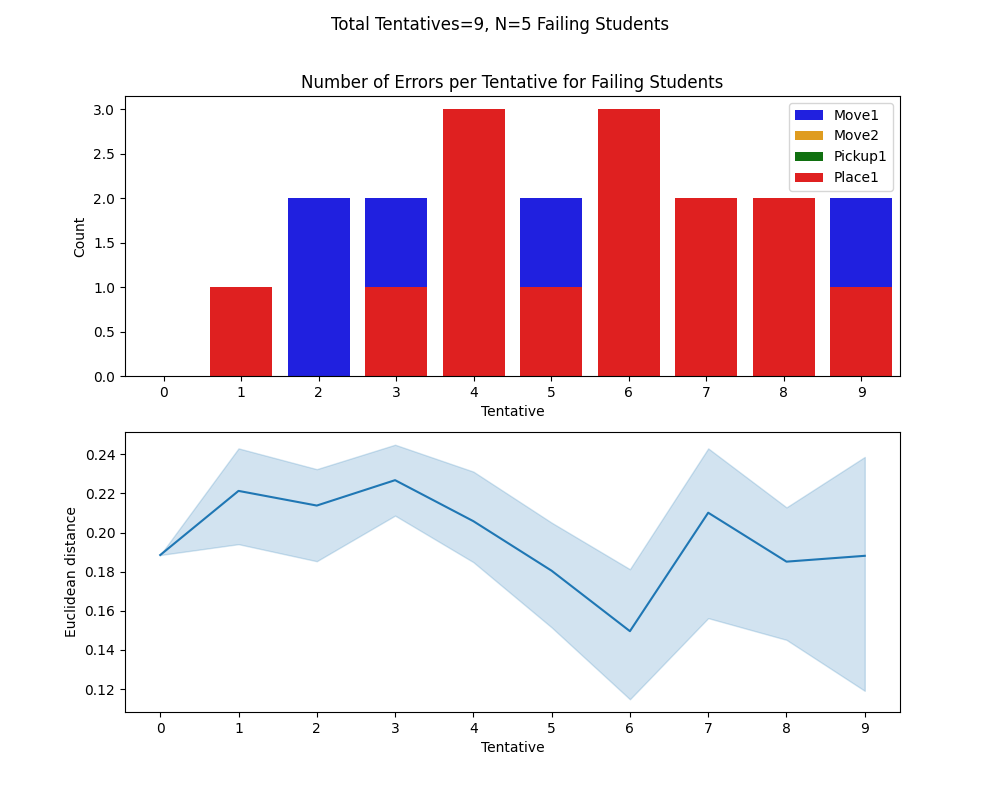 Total Tentatives=9, N=5 Failing Students
Number of Errors per Tentative for Failing Students
3.0
2.5
2.0
1.5
1.0
0.5
0.0
Count
Move1
Move2
Pickup1
Place1
0 1 2 3 4 5 6 7 8 9
Tentative
0.24
0.22
0.20
0.18
0.16
0.14
0.12
Euclidean distance
0 1 2 3 4 5 6 7 8 9
Tentative